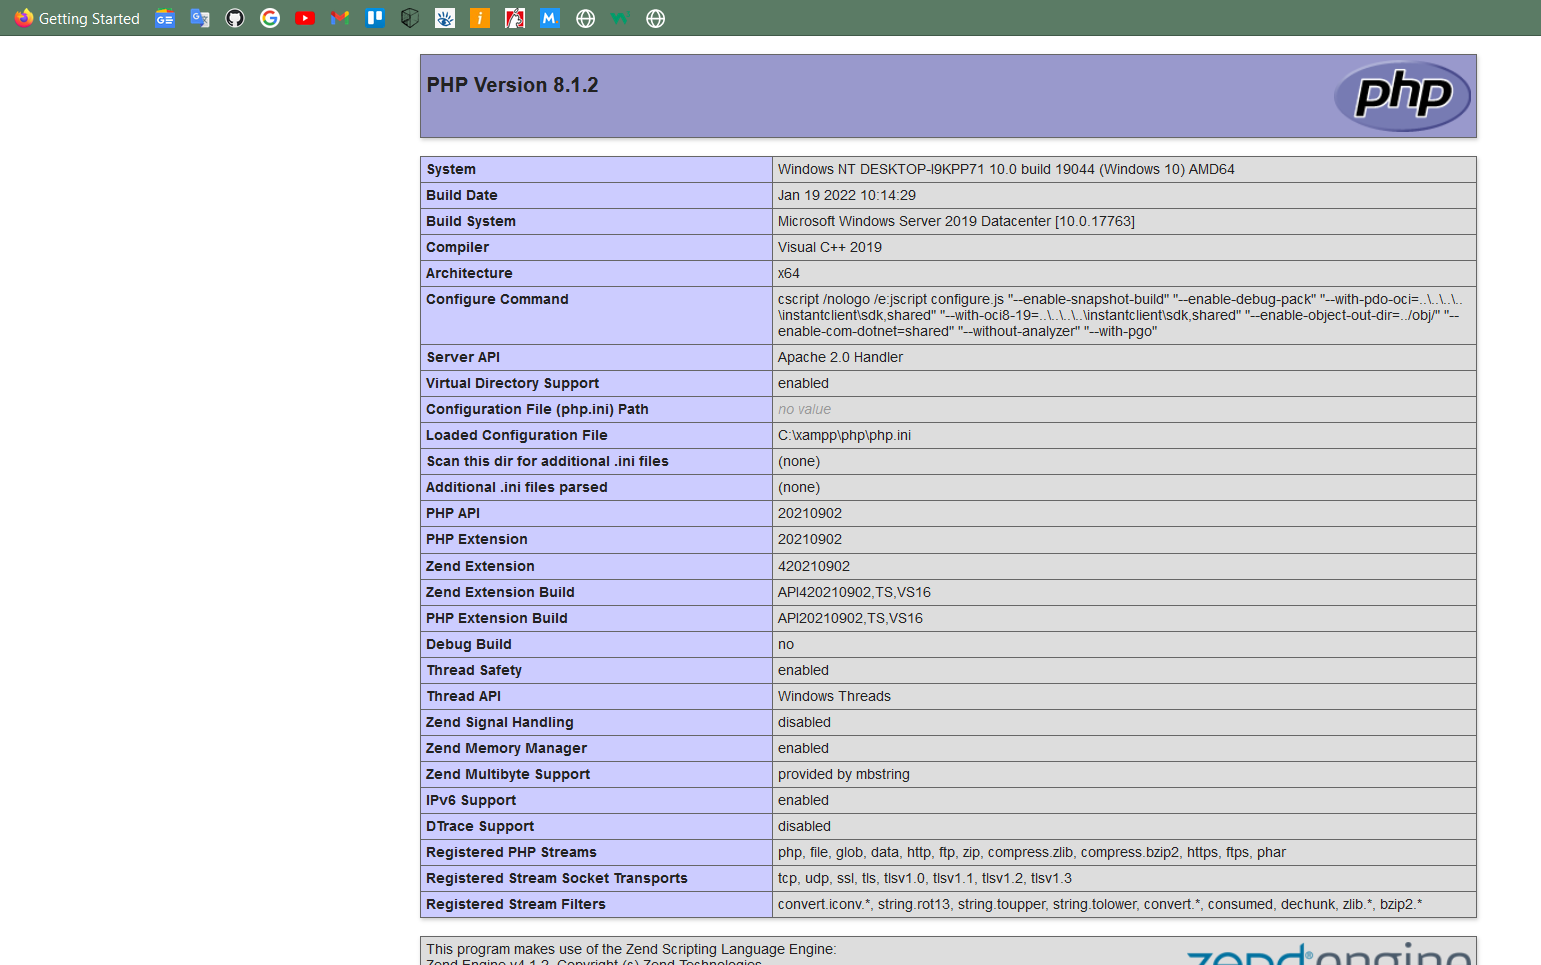 Getting Started
PHP Version 8.1.2
php
System Windows NT DESKTOP-I9KPP71 10.0 build 19044 (Windows 10) AMD64
Build Date Jan 19 2022 10:14:29
Build System Microsoft Windows Server 2019 Datacenter [10.0.17763]
Compiler Visual C++ 2019
Architecture x64
Configure Command cscript /nologo /e:jscript configure.js "--enable-snapshot-build" "--enable-debug-pack" "--with-pdo-oci=..\..\..\..
\instantclient\sdk,shared" "--with-oci8-19=..\..\..\..\instantclient\sdk,shared" "--enable-object-out-dir=../obj/" "--
enable-com-dotnet=shared" "--without-analyzer" "--with-pgo"
Server API Apache 2.0 Handler
Virtual Directory Support enabled
Configuration File (php.ini) Path no value
Loaded Configuration File C:\xampp\php\php.ini
Scan this dir for additional .ini files (none)
Additional .ini files parsed (none)
PHP API 20210902
PHP Extension 20210902
Zend Extension 420210902
Zend Extension Build API420210902,TS,VS16
PHP Extension Build API20210902,TS,VS16
Debug Build no
Thread Safety enabled
Thread API Windows Threads
Zend Signal Handling disabled
Zend Memory Manager enabled
Zend Multibyte Support provided by mbstring
IPv6 Support enabled
DTrace Support disabled
Registered PHP Streams php, file, glob, data, http, ftp, zip, compress.zlib, compress.bzip2, https, ftps, phar
Registered Stream Socket Transports tcp, udp, ssl, tls, tlsv1.0, tlsv1.1, tlsv1.2, tlsv1.3
Registered Stream Filters convert.iconv.*, string.rot13, string.toupper, string.tolower, convert.*, consumed, dechunk, zlib.*, bzip2.*
This program makes use of the Zend Scripting Language Engine:
Zend Engine v4.1.2, Copyright (c) Zend Technologies
zend engine